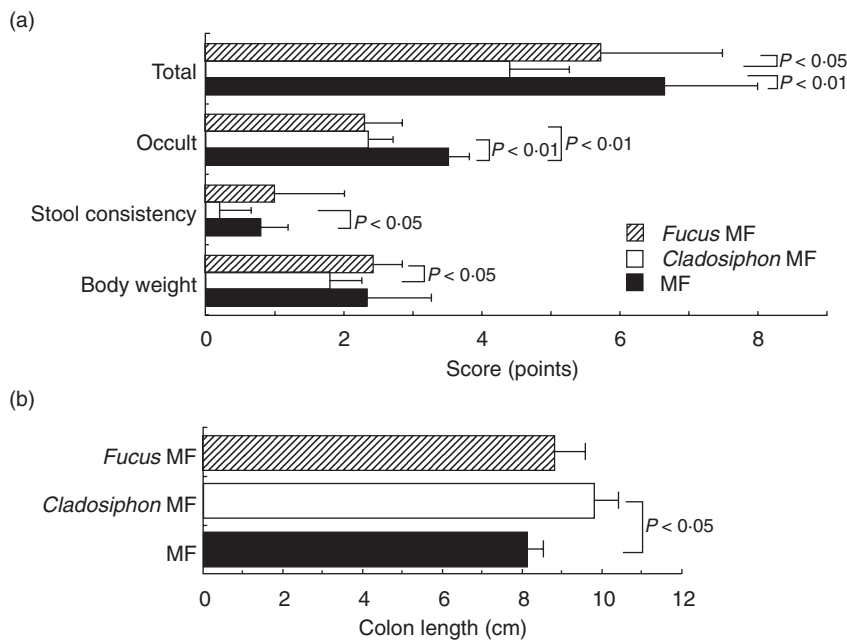 (a)
Total
P < 0·05
P < 0·01
Occult
P < 0·01
P < 0·01
Stool consistency
P < 0·05
Body weight
P < 0·05
Fucus MF
Cladosiphon MF
MF
0 2 4 6 8
Score (points)
(b)
Fucus MF
Cladosiphon MF
MF
P < 0·05
0 2 4 6 8 10 12
Colon length (cm)